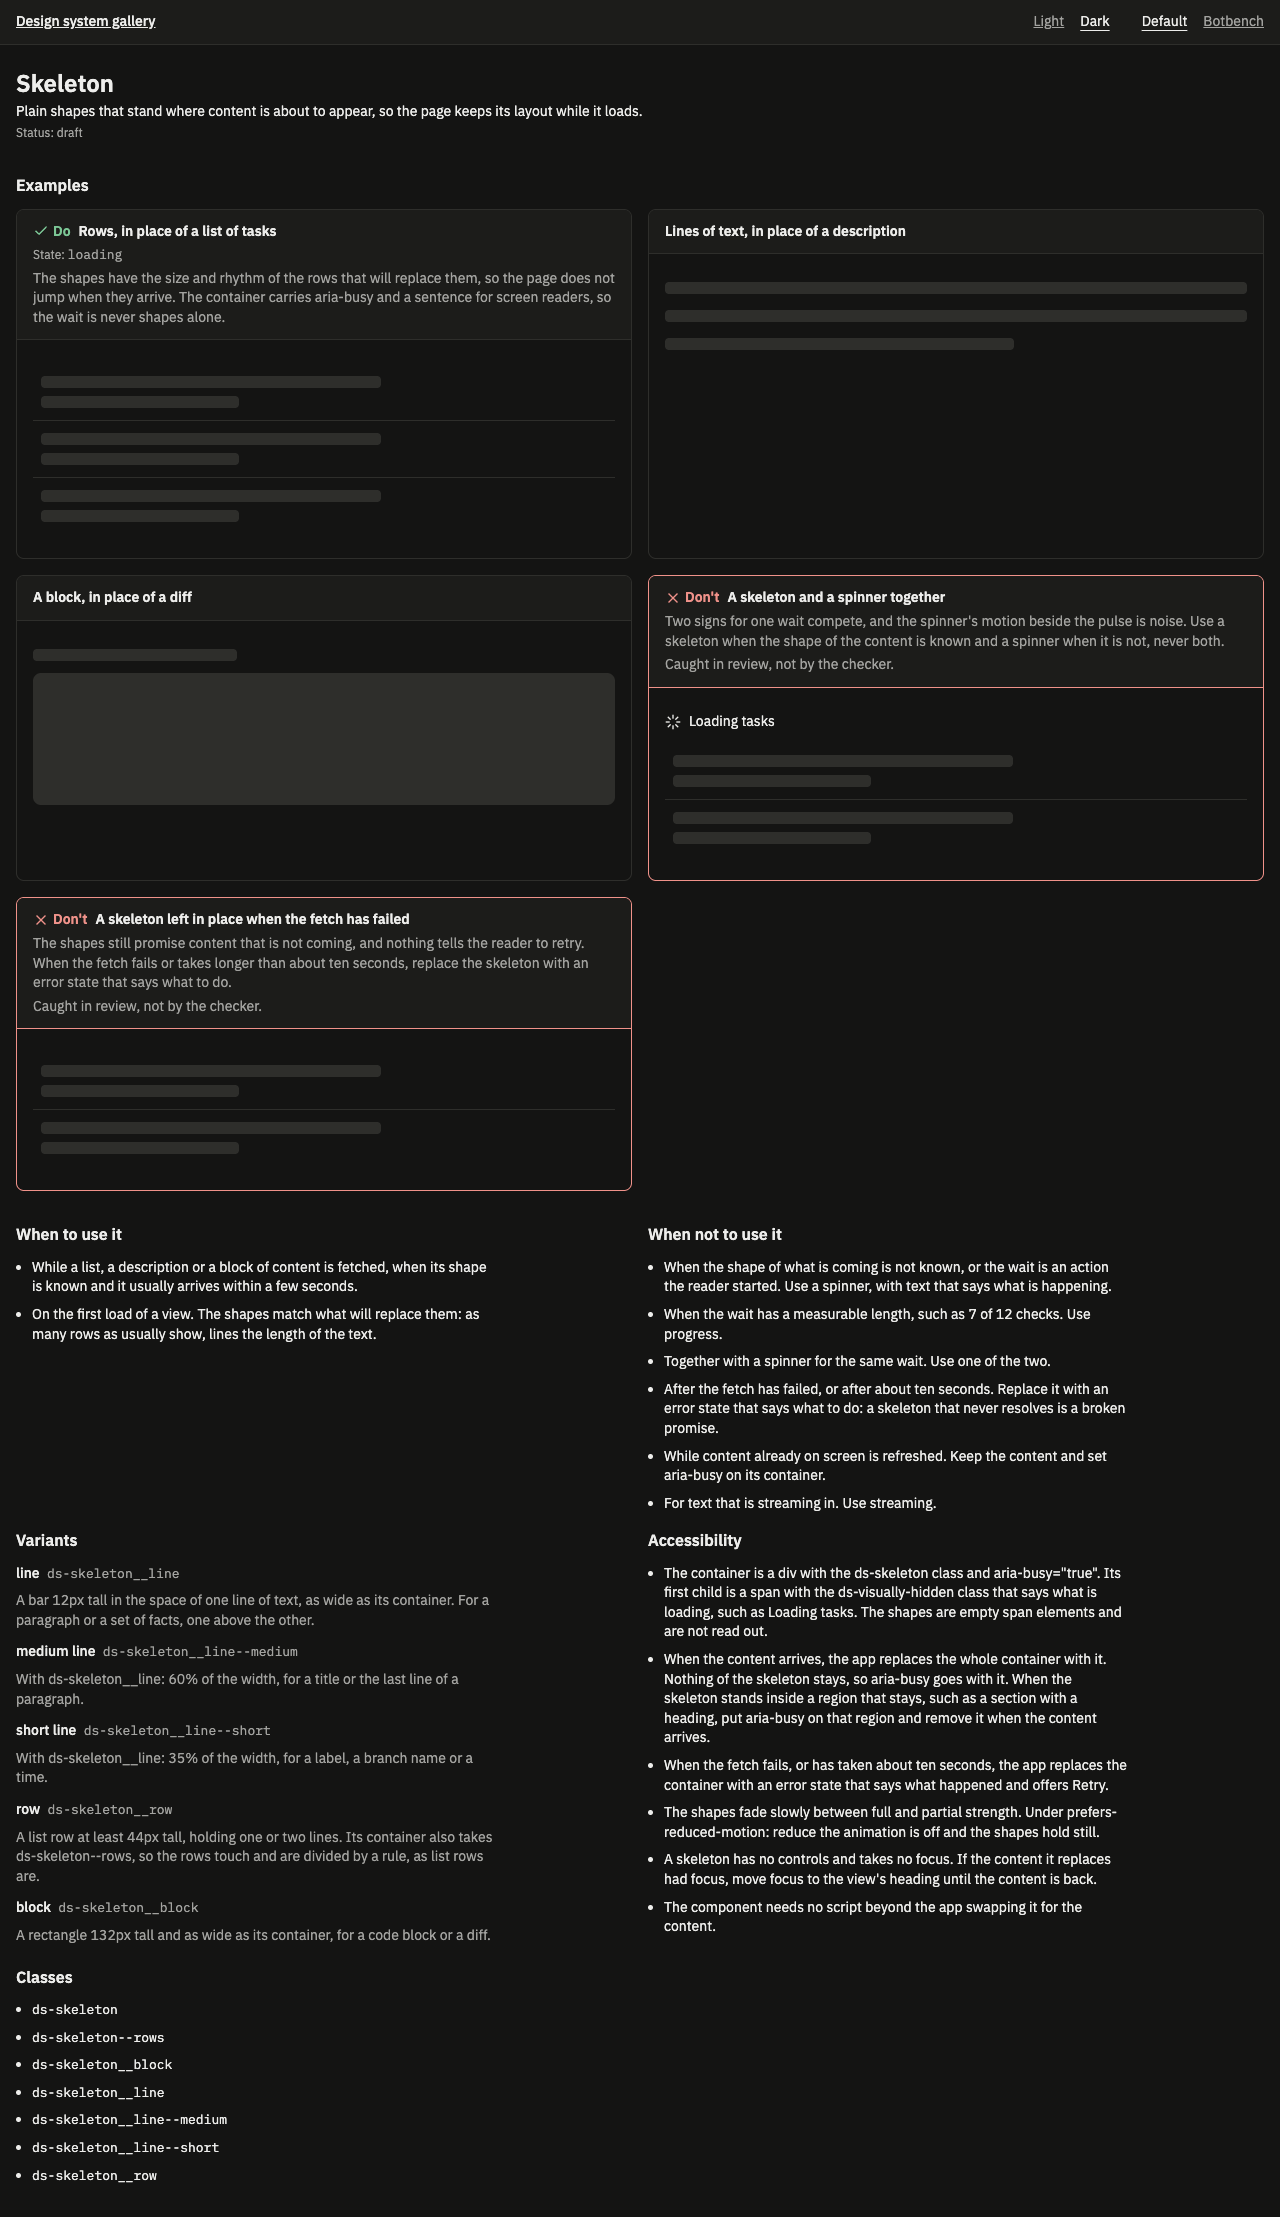 Design system gallery
Light Dark Default Botbench
Skeleton
Plain shapes that stand where content is about to appear, so the page keeps its layout while it loads.
Status: draft
Examples
Do Rows, in place of a list of tasks
State: loading
The shapes have the size and rhythm of the rows that will replace them, so the page does not
jump when they arrive. The container carries aria-busy and a sentence for screen readers, so
the wait is never shapes alone.
Lines of text, in place of a description
A block, in place of a diff
Don't A skeleton and a spinner together
Two signs for one wait compete, and the spinner's motion beside the pulse is noise. Use a
skeleton when the shape of the content is known and a spinner when it is not, never both.
Caught in review, not by the checker.
Loading tasks
Don't A skeleton left in place when the fetch has failed
The shapes still promise content that is not coming, and nothing tells the reader to retry.
When the fetch fails or takes longer than about ten seconds, replace the skeleton with an
error state that says what to do.
Caught in review, not by the checker.
When to use it
While a list, a description or a block of content is fetched, when its shape
is known and it usually arrives within a few seconds.
On the first load of a view. The shapes match what will replace them: as
many rows as usually show, lines the length of the text.
When not to use it
When the shape of what is coming is not known, or the wait is an action
the reader started. Use a spinner, with text that says what is happening.
When the wait has a measurable length, such as 7 of 12 checks. Use
progress.
Together with a spinner for the same wait. Use one of the two.
After the fetch has failed, or after about ten seconds. Replace it with an
error state that says what to do: a skeleton that never resolves is a broken
promise.
While content already on screen is refreshed. Keep the content and set
aria-busy on its container.
For text that is streaming in. Use streaming.
Variants
line ds-skeleton__line
A bar 12px tall in the space of one line of text, as wide as its container. For a
paragraph or a set of facts, one above the other.
medium line ds-skeleton__line--medium
With ds-skeleton__line: 60% of the width, for a title or the last line of a
paragraph.
short line ds-skeleton__line--short
With ds-skeleton__line: 35% of the width, for a label, a branch name or a
time.
row ds-skeleton__row
A list row at least 44px tall, holding one or two lines. Its container also takes
ds-skeleton--rows, so the rows touch and are divided by a rule, as list rows
are.
block ds-skeleton__block
A rectangle 132px tall and as wide as its container, for a code block or a diff.
Accessibility
The container is a div with the ds-skeleton class and aria-busy="true". Its
first child is a span with the ds-visually-hidden class that says what is
loading, such as Loading tasks. The shapes are empty span elements and
are not read out.
When the content arrives, the app replaces the whole container with it.
Nothing of the skeleton stays, so aria-busy goes with it. When the
skeleton stands inside a region that stays, such as a section with a
heading, put aria-busy on that region and remove it when the content
arrives.
When the fetch fails, or has taken about ten seconds, the app replaces the
container with an error state that says what happened and offers Retry.
The shapes fade slowly between full and partial strength. Under prefers-
reduced-motion: reduce the animation is off and the shapes hold still.
A skeleton has no controls and takes no focus. If the content it replaces
had focus, move focus to the view's heading until the content is back.
The component needs no script beyond the app swapping it for the
content.
Classes
ds-skeleton
ds-skeleton--rows
ds-skeleton__block
ds-skeleton__line
ds-skeleton__line--medium
ds-skeleton__line--short
ds-skeleton__row